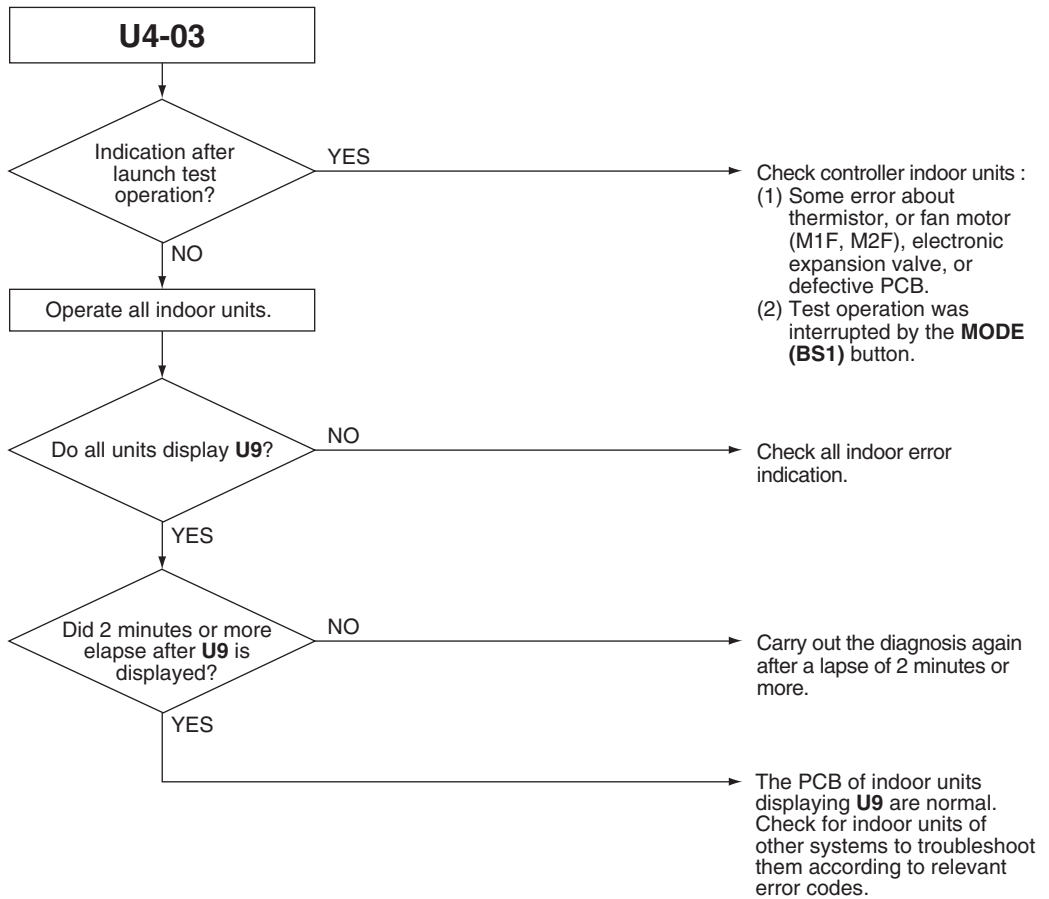 U4-03
Indication after
launch test
operation?
YES
Check controller indoor units :
(1) Some error about
thermistor, or fan motor
(M1F, M2F), electronic
expansion valve, or
defective PCB.
(2) Test operation was
interrupted by the MODE
(BS1) button.
NO
Operate all indoor units.
Do all units display U9?
NO
Check all indoor error
indication.
YES
Did 2 minutes or more
elapse after U9 is
displayed?
NO
Carry out the diagnosis again
after a lapse of 2 minutes or
more.
YES
The PCB of indoor units
displaying U9 are normal.
Check for indoor units of
other systems to troubleshoot
them according to relevant
error codes.